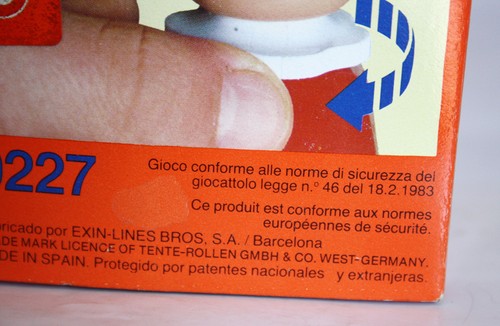 0227
Gioco conforme alle norme di sicurezza del
giocattolo legge n.° 46 del 18.2.1983
Ce produit est conforme aux normes
européennes de sécurité.
ricado por EXIN-LINES BROS, S.A. / Barcelona
DE MARK LICENCE OF TENTE-ROLLEN GMBH & CO. WEST-GERMANY.
DE IN SPAIN. Protegido por patentes nacionales y extranjeras.